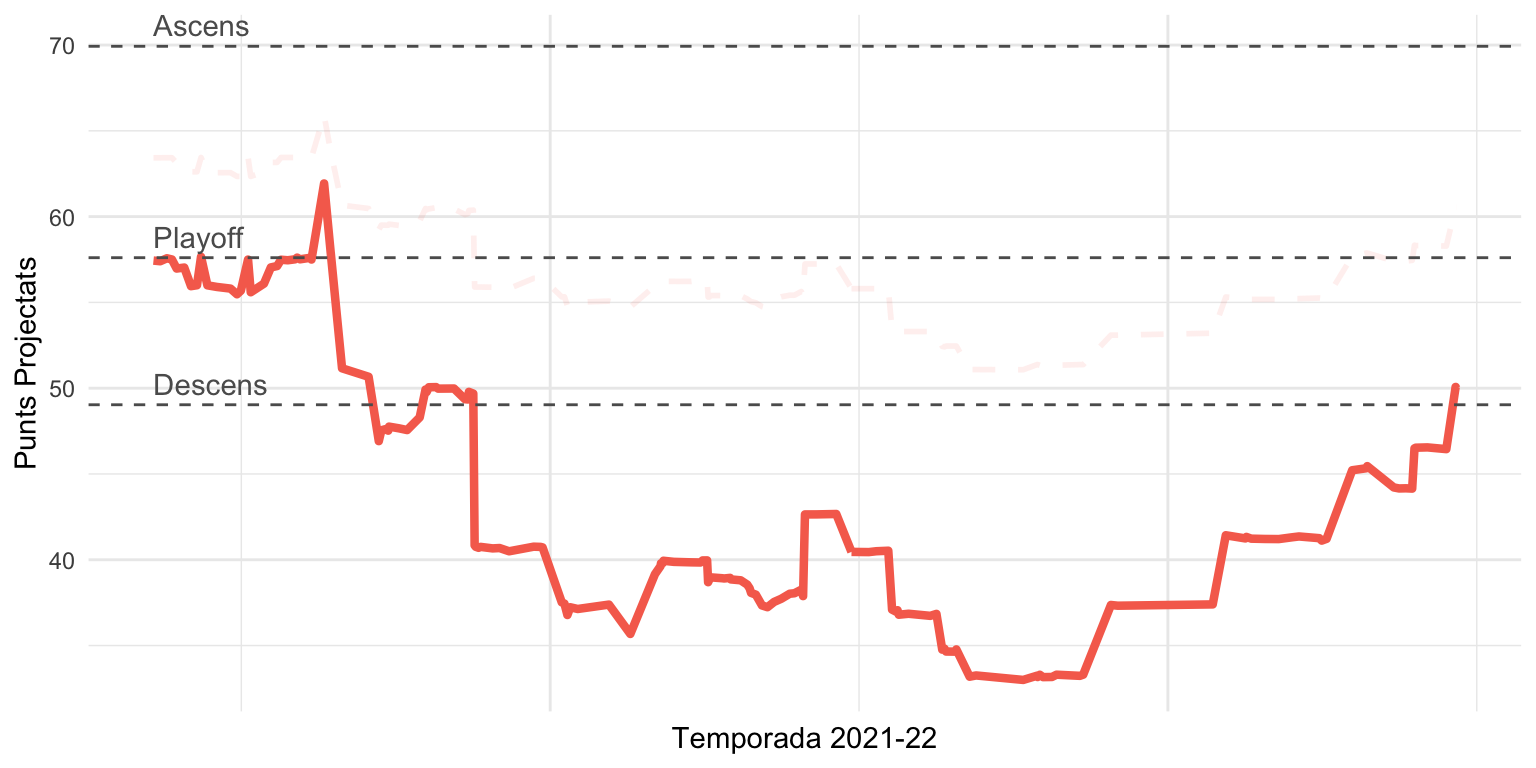 Ascens
70
60
Playoff
Descens
50
40
Punts Projectats
Temporada 2021-22